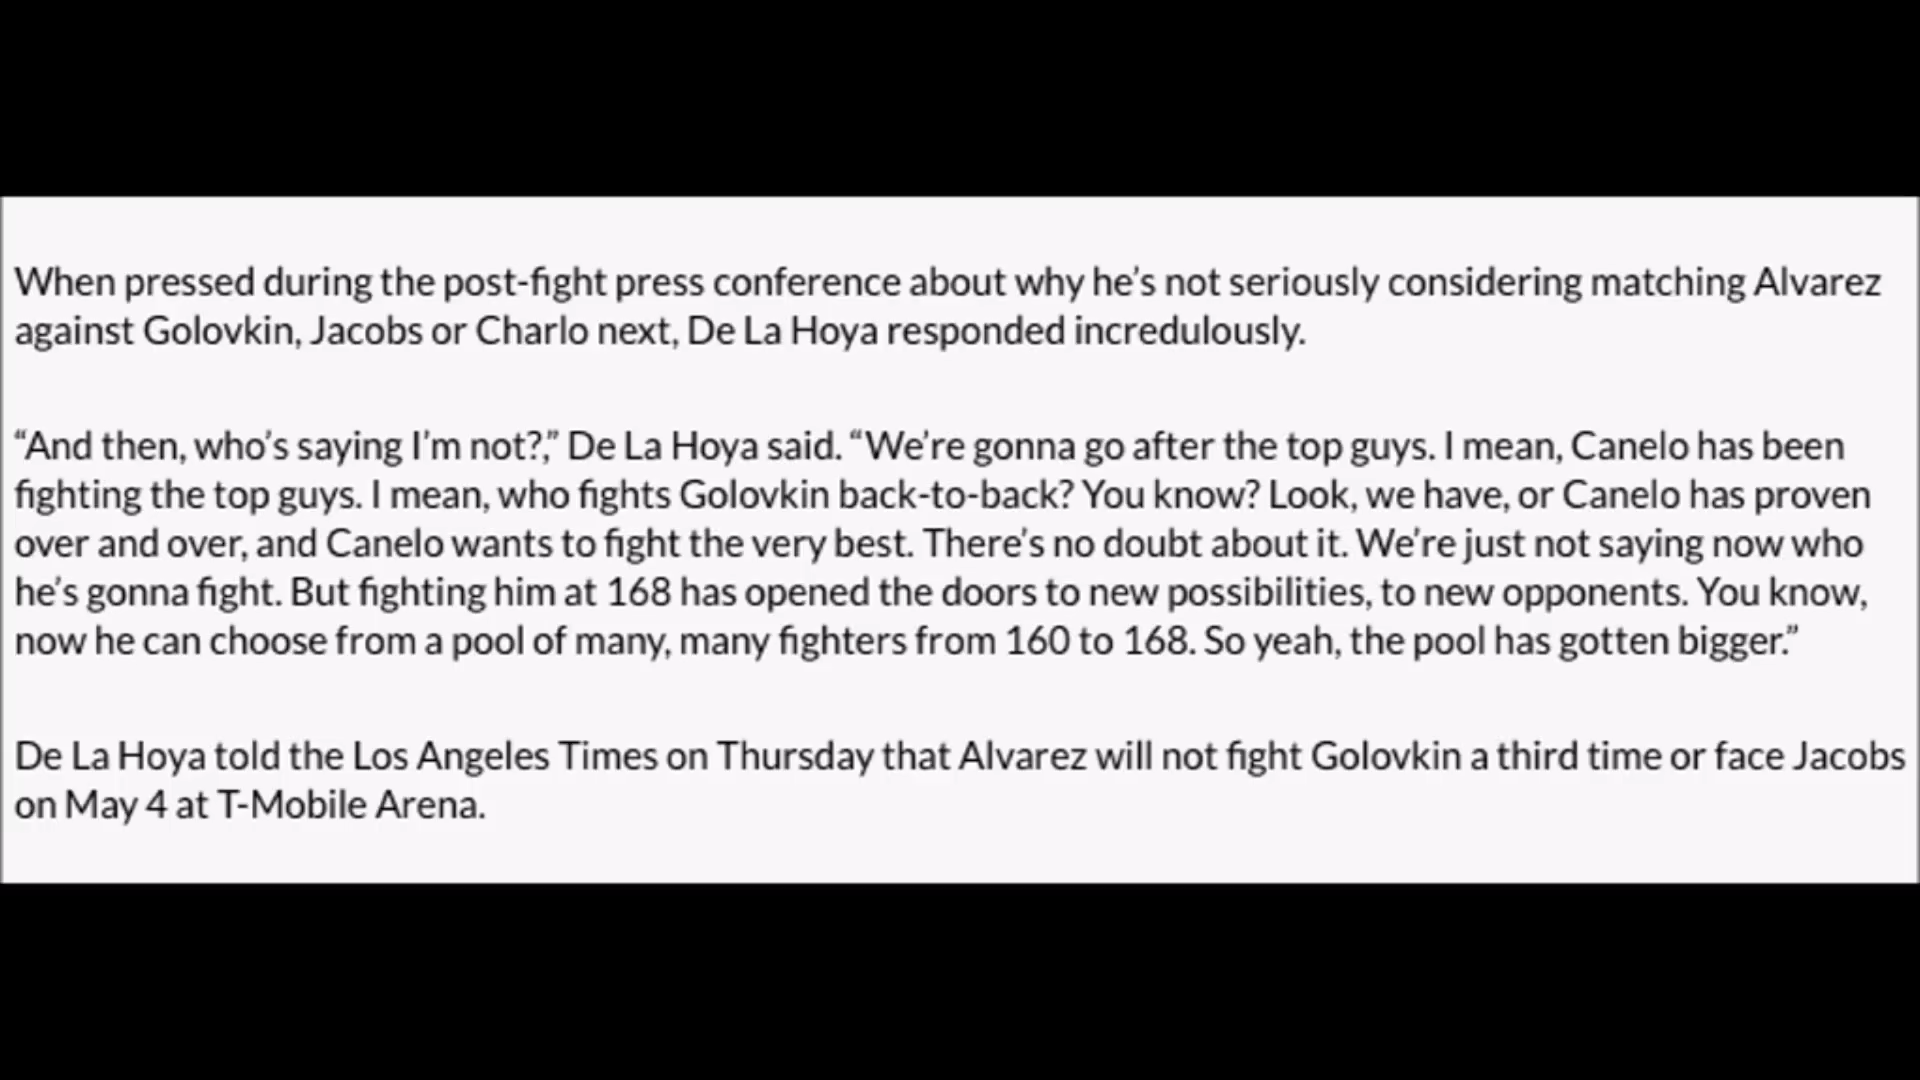 When pressed during the post-fight press conference about why he’s not seriously considering matching Alvarez
against Golovkin, Jacobs or Charlo next, De La Hoya responded incredulously.
“And then, who’s saying I’m not?,” De La Hoya said. “We’re gonna go after the top guys. I mean, Canelo has been
fighting the top guys. I mean, who fights Golovkin back-to-back? You know? Look, we have, or Canelo has proven
over and over, and Canelo wants to fight the very best. There’s no doubt about it. We’re just not saying now who
he’s gonna fight. But fighting him at 168 has opened the doors to new possibilities, to new opponents. You know,
now he can choose from a pool of many, many fighters from 160 to 168. So yeah, the pool has gotten bigger.”
De La Hoya told the Los Angeles Times on Thursday that Alvarez will not fight Golovkin a third time or face Jacobs
on May 4 at T-Mobile Arena.